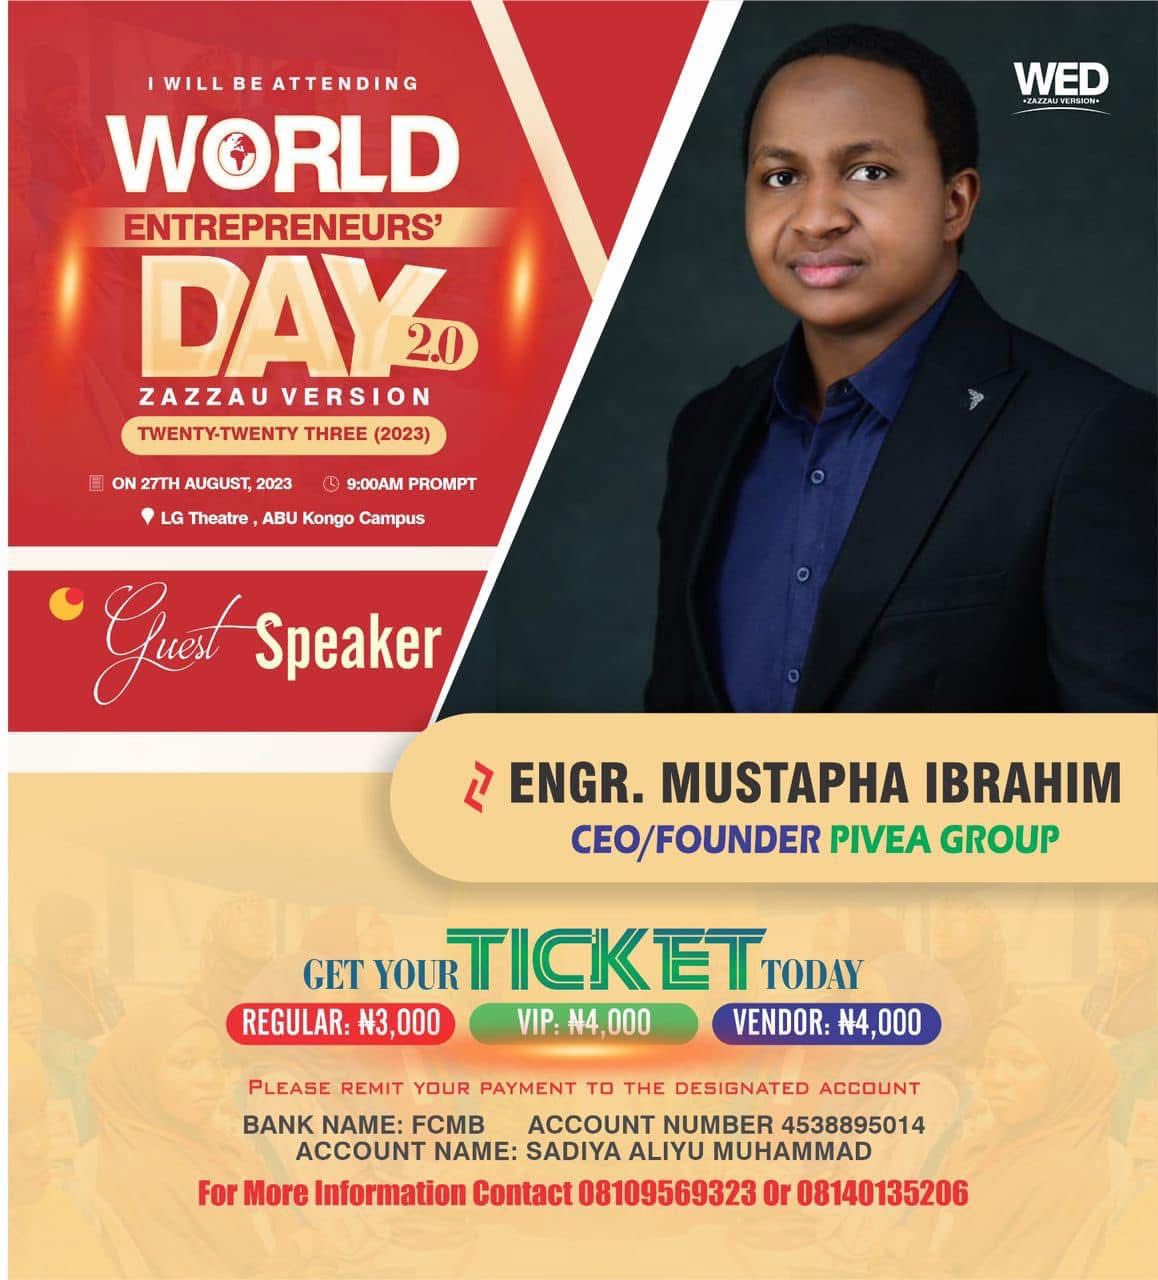 I WILL BE ATTENDING
WORLD
ENTREPRENEURS'
DAY
2.0
ZAZZAU VERSION
TWENTY-TWENTY THREE (2023)
ON 27TH AUGUST, 2023 9:00AM PROMPT
LG Theatre , ABU Kongo Campus
WED
•ZAZZAU VERSION•
Guest Speaker
ENGR. MUSTAPHA IBRAHIM
CEO/FOUNDER PIVEA GROUP
GET YOUR TICKET TODAY
REGULAR: ₦3,000 VIP: ₦4,000 VENDOR: ₦4,000
PLEASE REMIT YOUR PAYMENT TO THE DESIGNATED ACCOUNT
BANK NAME: FCMB ACCOUNT NUMBER 4538895014
ACCOUNT NAME: SADIYA ALIYU MUHAMMAD
For More Information Contact 08109569323 Or 08140135206